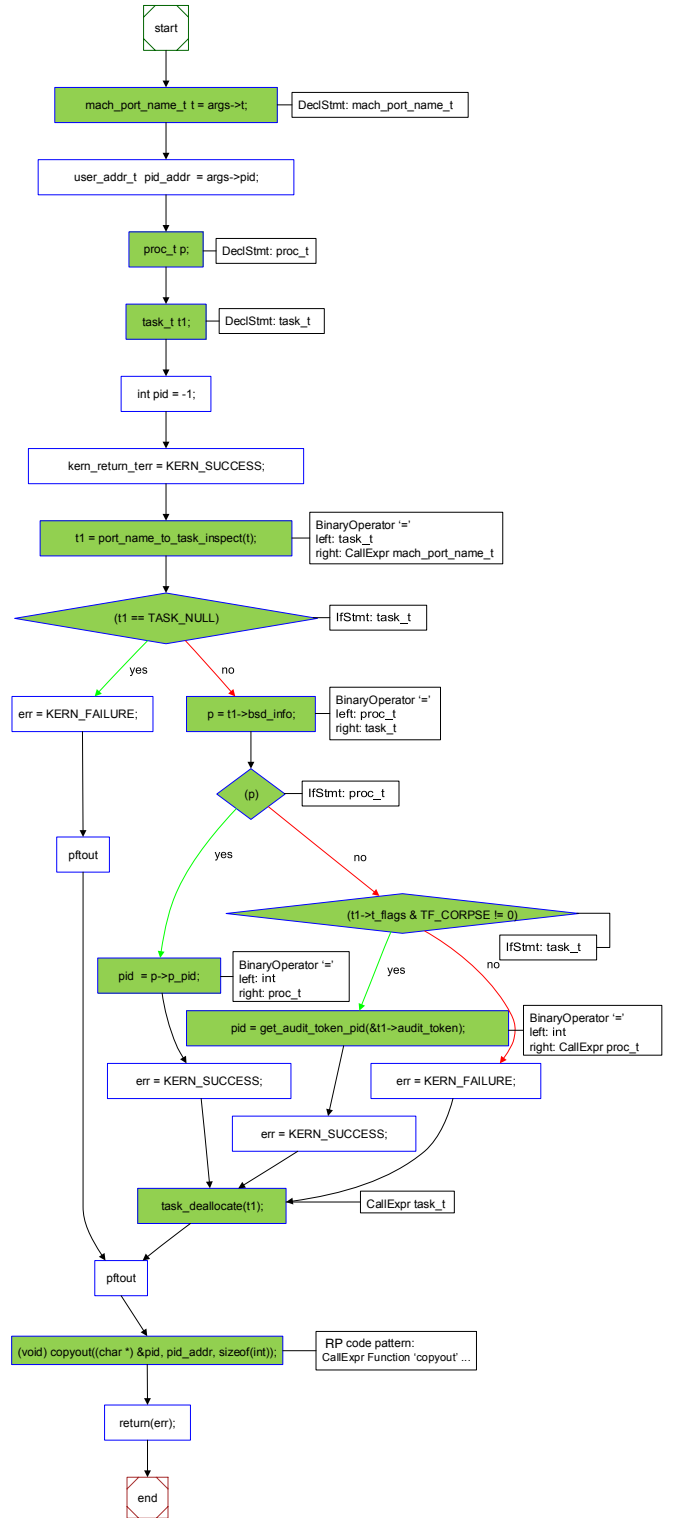 start
mach_port_name_t t = args->t;
DeclStmt: mach_port_name_t
user_addr_t  pid_addr  = args->pid;
proc_t p;
DeclStmt: proc_t
task_t t1;
DeclStmt: task_t
int pid = -1;
kern_return_terr = KERN_SUCCESS;
t1 = port_name_to_task_inspect(t);
BinaryOperator ‘=’
left: task_t
right: CallExpr mach_port_name_t
(t1 == TASK_NULL)
IfStmt: task_t
yes
no
err = KERN_FAILURE;
p = t1->bsd_info;
BinaryOperator ‘=’
left: proc_t
right: task_t
(p)
IfStmt: proc_t
pftout
yes
no
(t1->t_flags & TF_CORPSE != 0)
IfStmt: task_t
yes
no
pid  = p->p_pid;
BinaryOperator ‘=’
left: int
right: proc_t
pid = get_audit_token_pid(&t1->audit_token);
BinaryOperator ‘=’
left: int
right: CallExpr proc_t
err = KERN_SUCCESS;
err = KERN_FAILURE;
err = KERN_SUCCESS;
task_deallocate(t1);
CallExpr task_t
pftout
(void) copyout((char *) &pid, pid_addr, sizeof(int));
RP code pattern:
CallExpr Function ‘copyout’ ...
return(err);
end